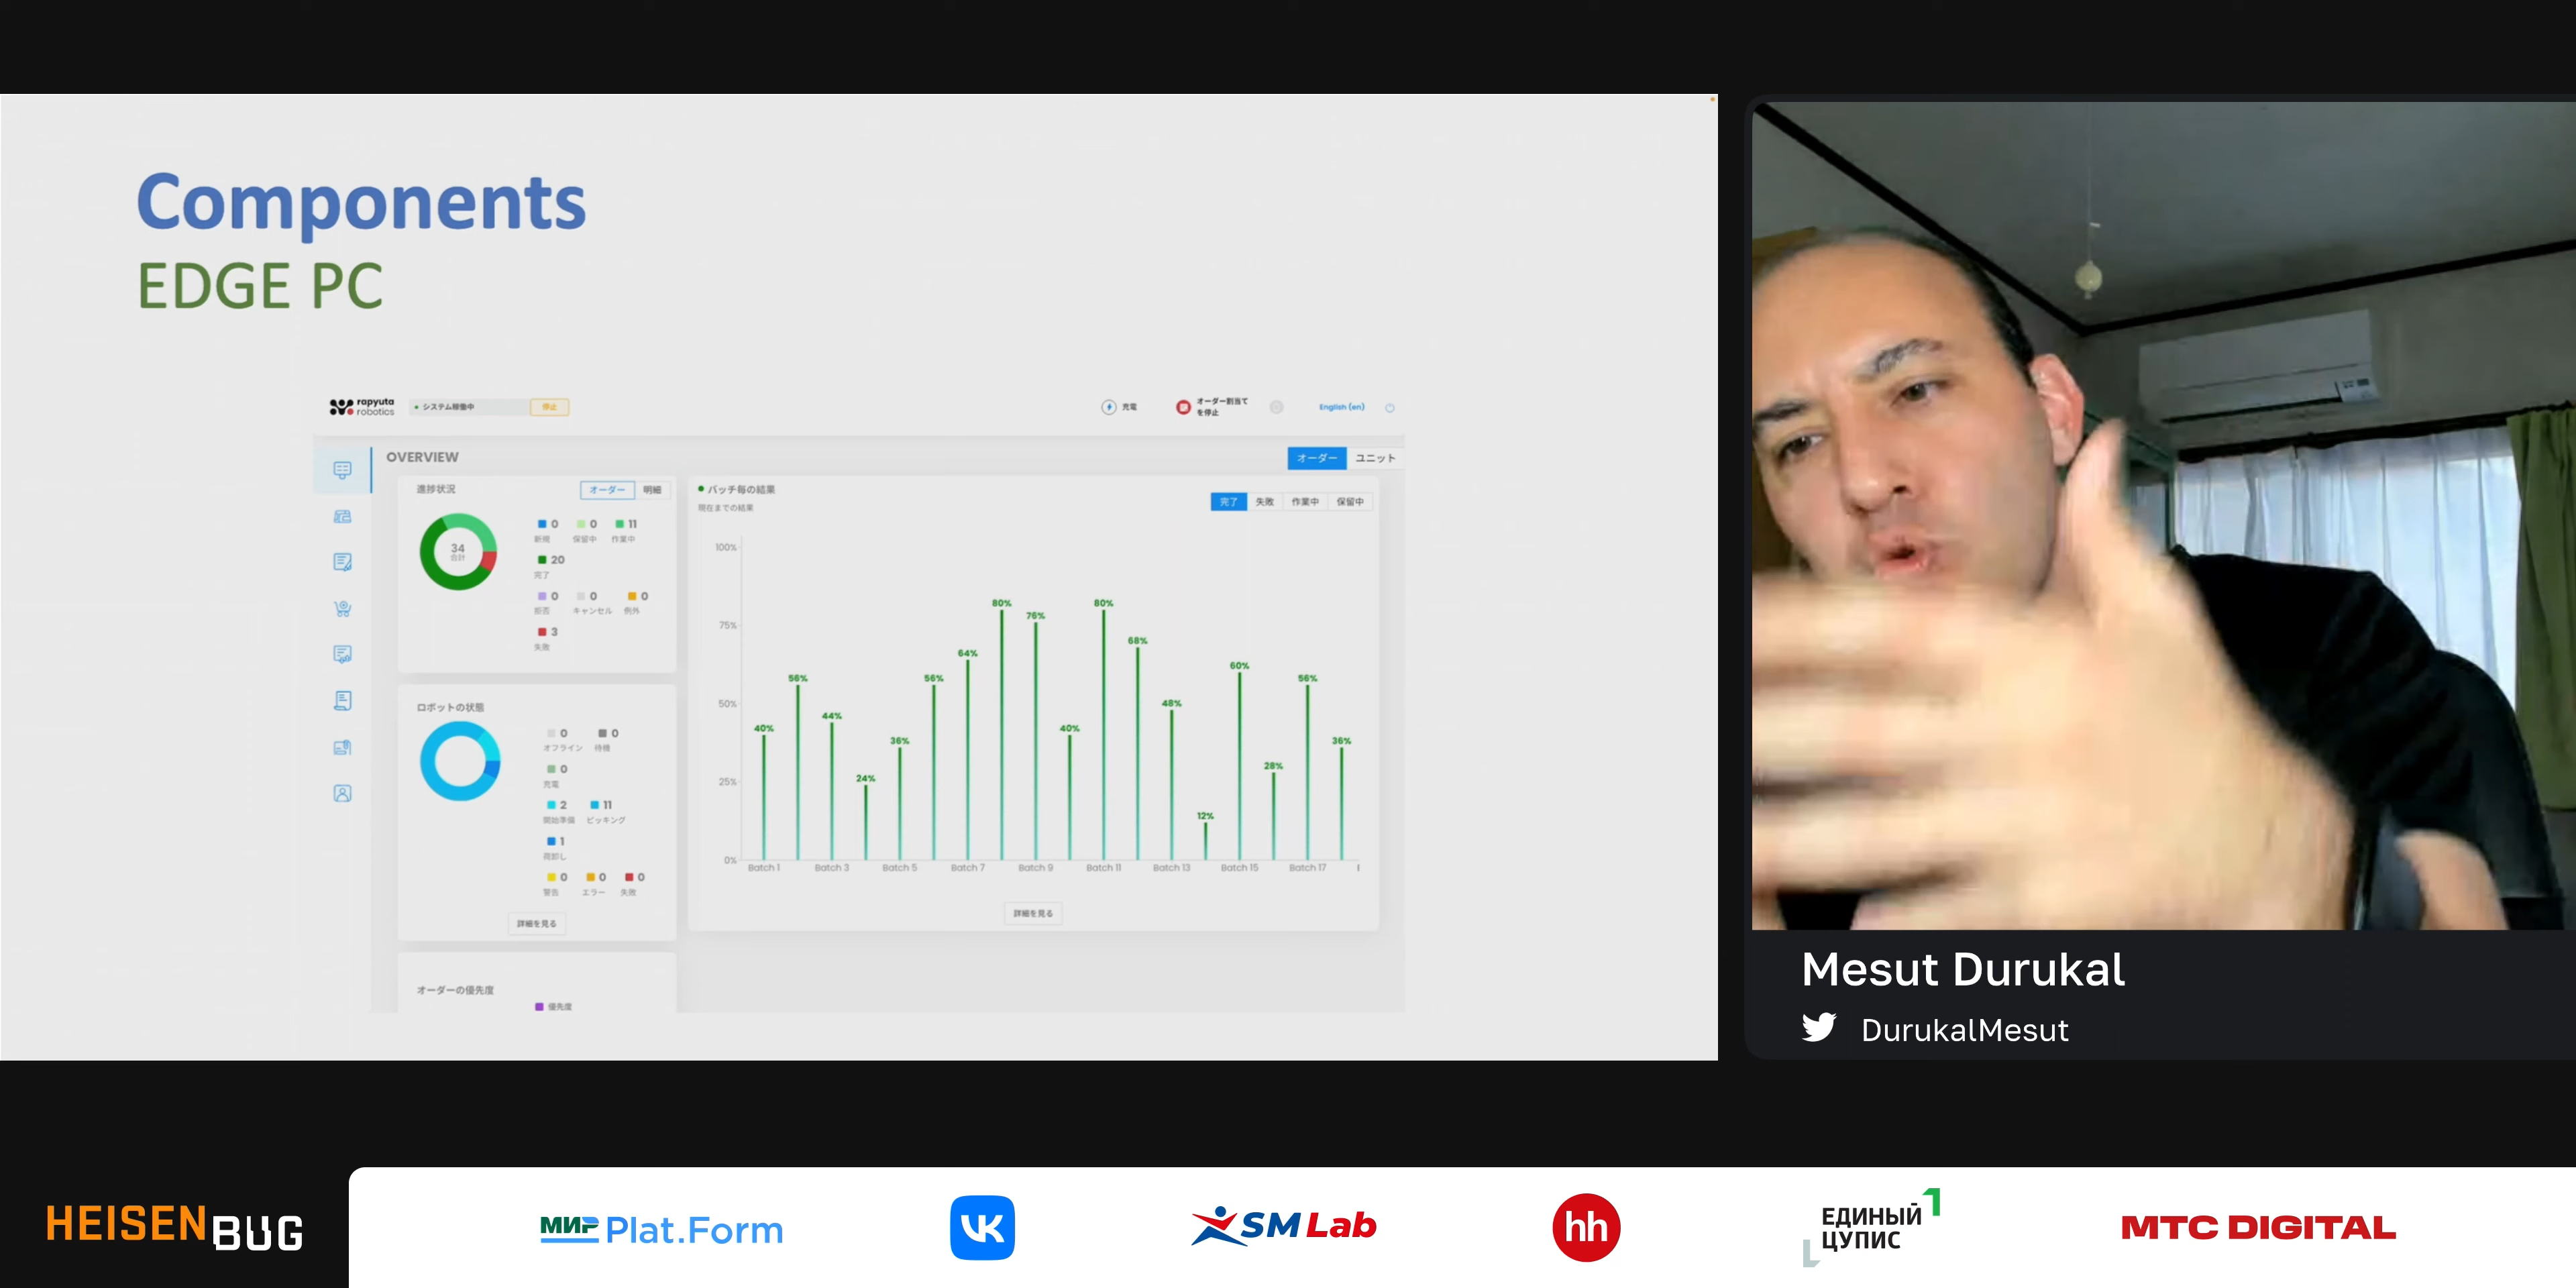 Components
EDGE PC
rapyuta
robotics
システム稼働中
停止
充電
オーダー割当て
を停止
English (en)
OVERVIEW
オーダー
ユニット
進捗状況
オーダー
明細
34
合計
0
0
11
新規
保留中
作業中
20
完了
0
0
0
拒否
キャンセル
例外
3
失敗
ロボットの状態
0
0
オフライン
待機
0
充電
2
11
開始準備
ピッキング
1
荷卸し
0
0
0
警告
エラー
失敗
詳細を見る
オーダーの優先度
優先度
バッチ毎の結果
現在までの結果
完了
失敗
作業中
保留中
100%
75%
50%
25%
0%
40%
56%
44%
24%
36%
56%
64%
80%
76%
40%
80%
68%
48%
12%
60%
28%
56%
36%
Batch 1
Batch 3
Batch 5
Batch 7
Batch 9
Batch 11
Batch 13
Batch 15
Batch 17
詳細を見る
Mesut Durukal
DurukalMesut
HEISENBUG
МИР Plat.Form
VK
SM Lab
hh
ЕДИНЫЙ
ЦУПИС
1
МТС DIGITAL